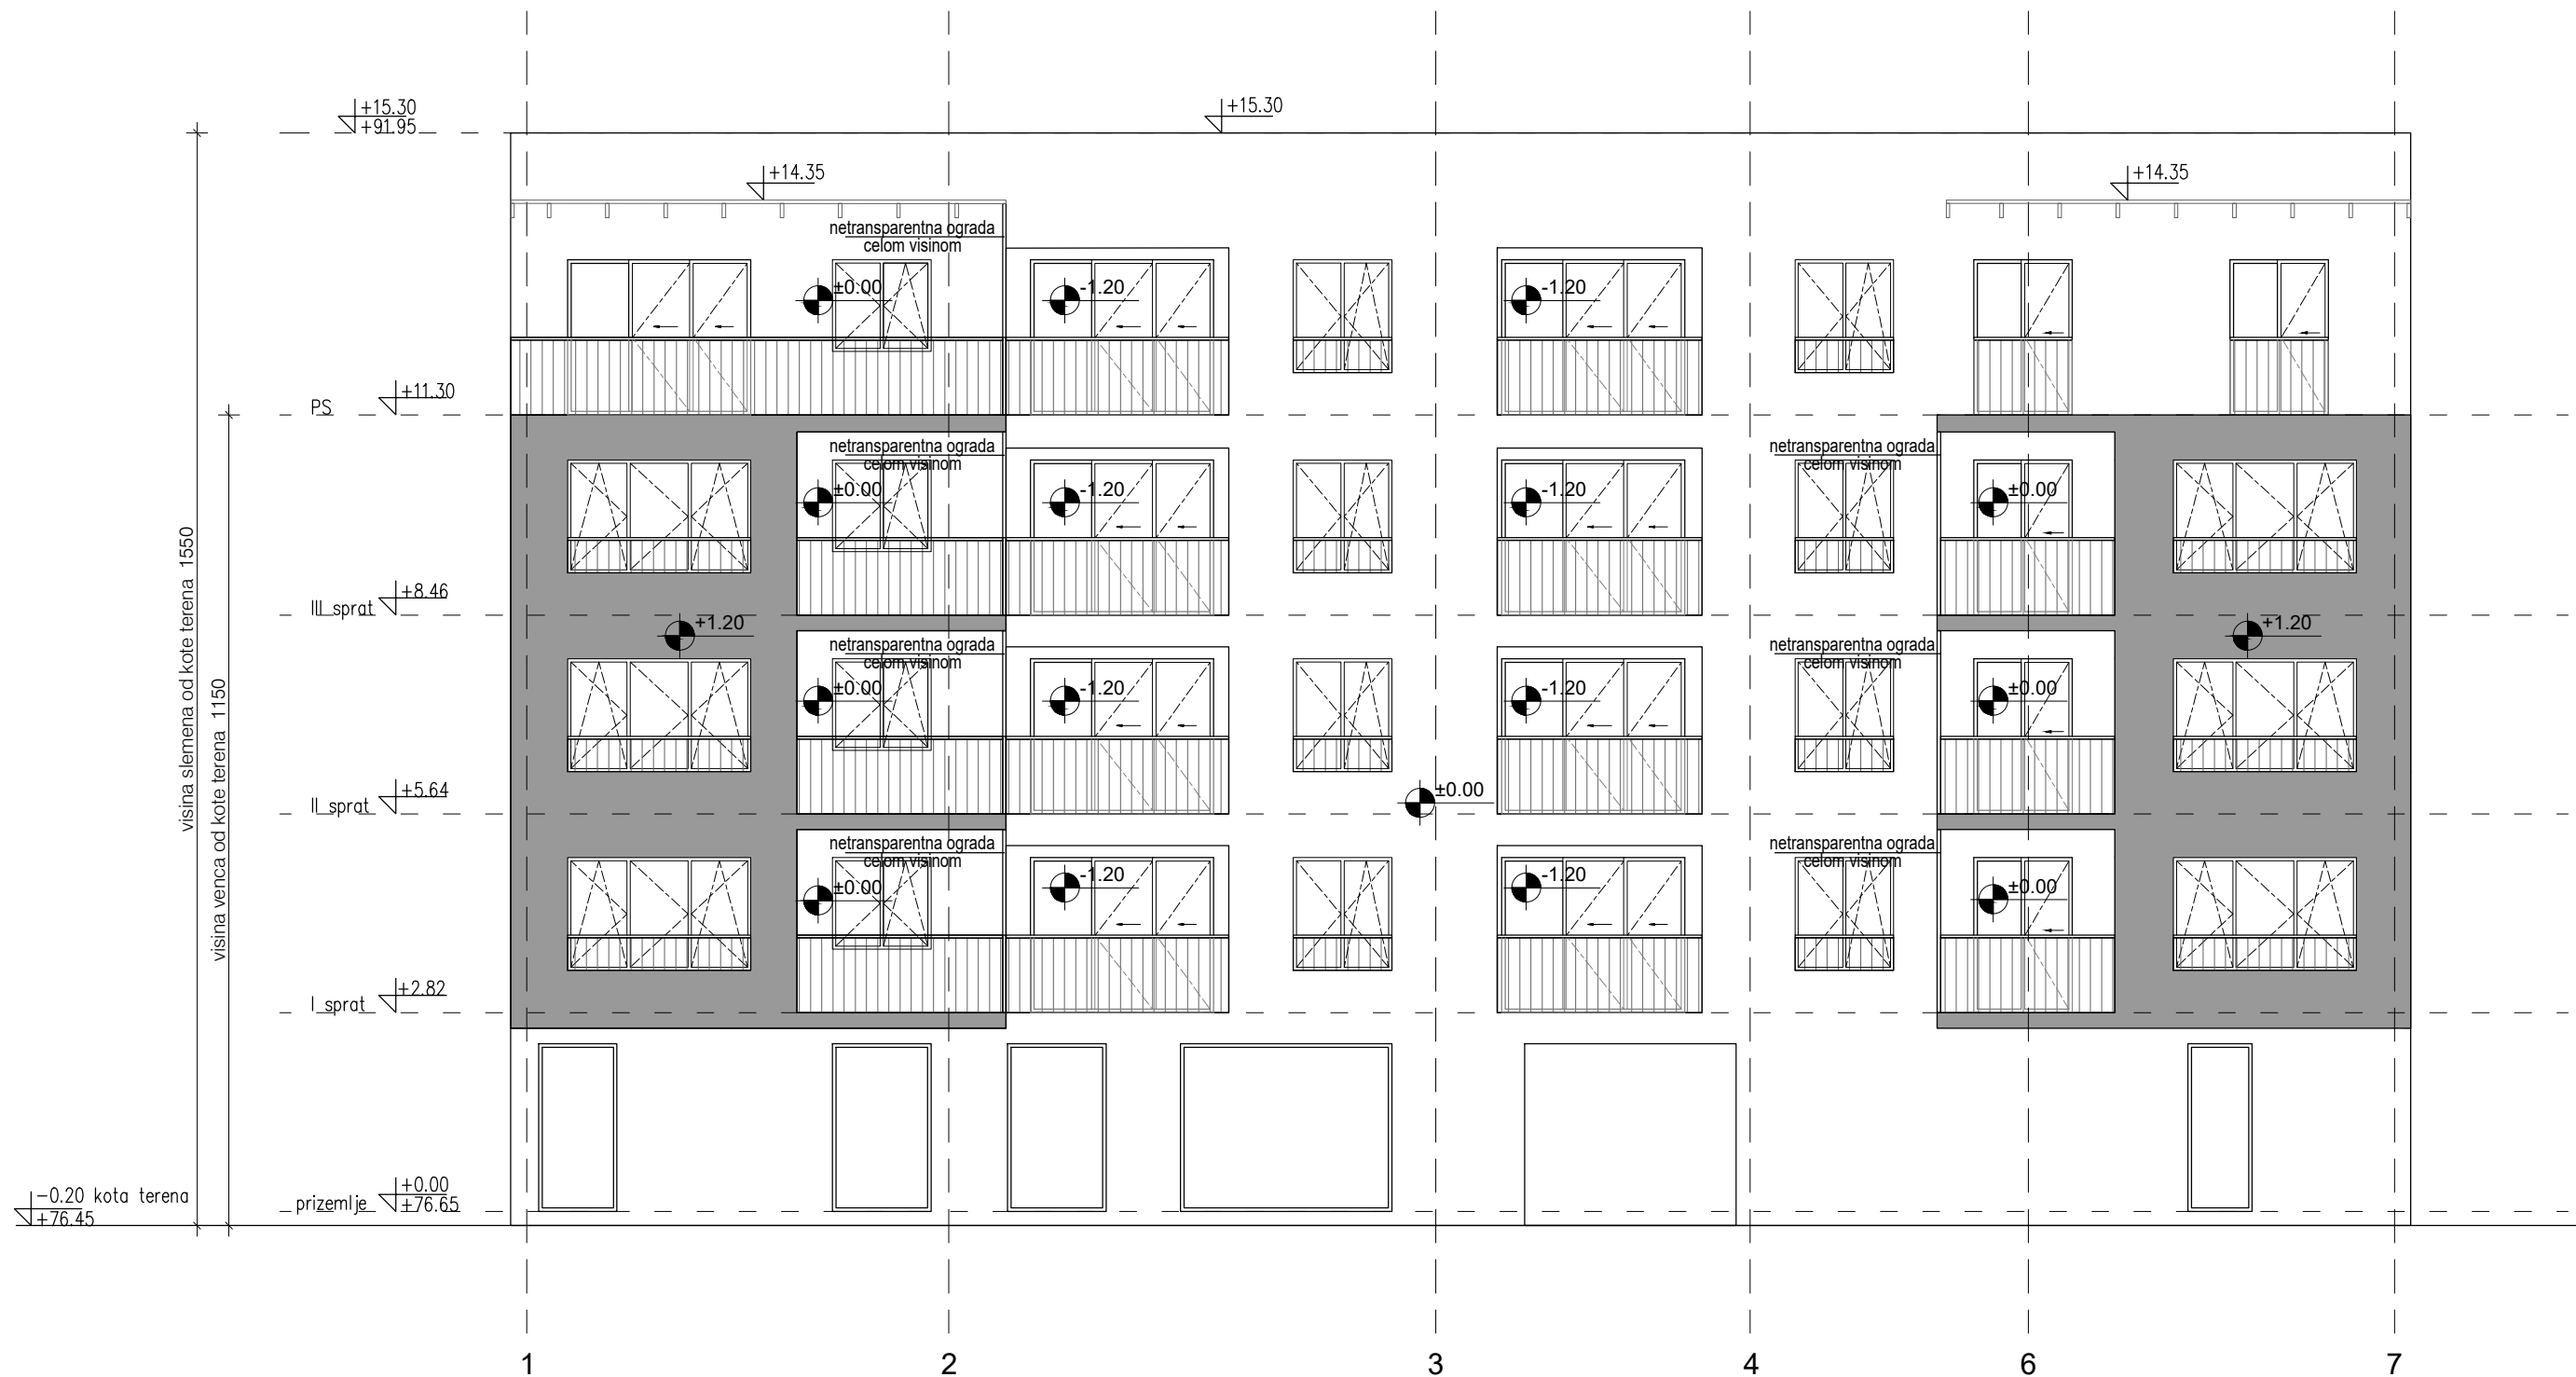 +15.30
+91.95
+15.30
+14.35
+14.35
netransparentna ograda
celom visinom
±0.00
-1.20
-1.20
PS
+11.30
netransparentna ograda
celom visinom
netransparentna ograda
celom visinom
±0.00
-1.20
-1.20
±0.00
III sprat
+8.46
+1.20
+1.20
netransparentna ograda
celom visinom
netransparentna ograda
celom visinom
±0.00
-1.20
-1.20
±0.00
II sprat
+5.64
±0.00
netransparentna ograda
celom visinom
netransparentna ograda
celom visinom
±0.00
-1.20
-1.20
±0.00
I sprat
+2.82
visina slemena od kote terena 1550
visina venca od kote terena 1150
prizemlje
+0.00
+76.65
-0.20 kota terena
+76.45
1
2
3
4
6
7